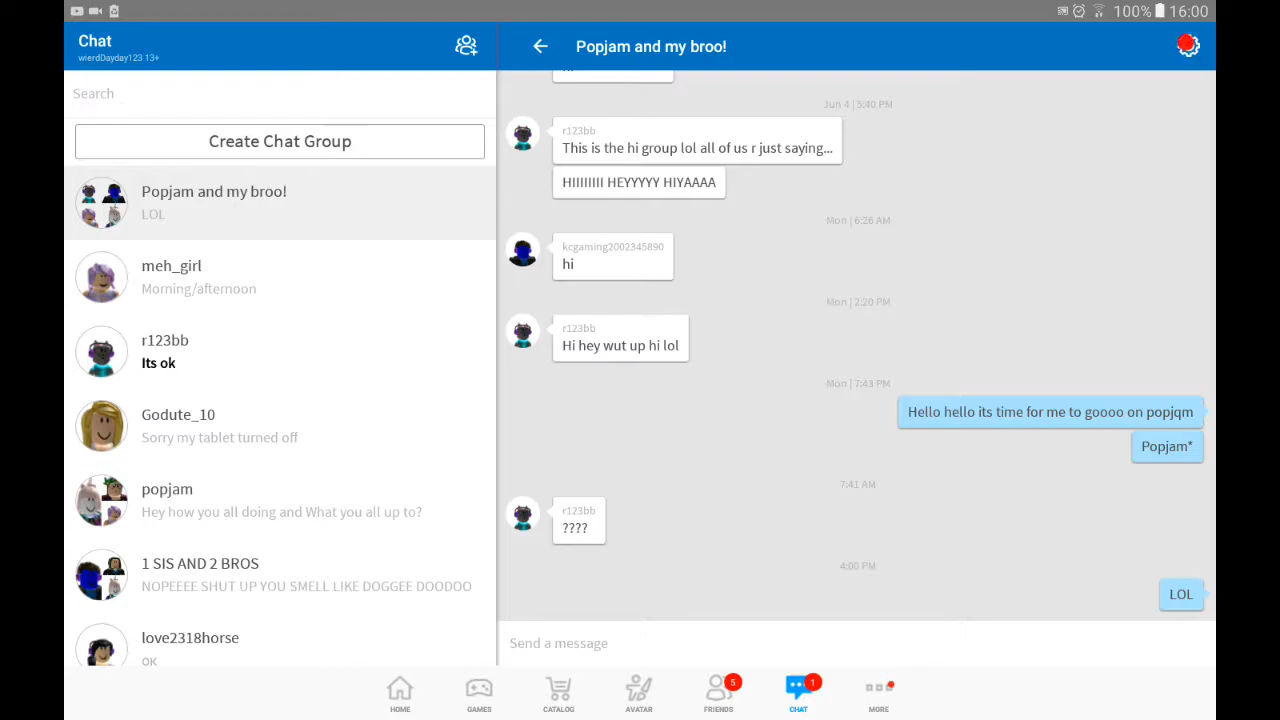 100% 16:00
Chat
wierdDayday123 13+
Search
Create Chat Group
Popjam and my broo!
LOL
meh_girl
Morning/afternoon
r123bb
Its ok
Godute_10
Sorry my tablet turned off
popjam
Hey how you all doing and What you all up to?
1 SIS AND 2 BROS
NOPEEEE SHUT UP YOU SMELL LIKE DOGGEE DOODOO
love2318horse
OK
Popjam and my broo!
Jun 4 | 5:40 PM
r123bb
This is the hi group lol all of us r just saying...
HIIIIIIII HEYYYYY HIYAAAA
Mon | 6:26 AM
kcgaming2002345890
hi
Mon | 2:20 PM
r123bb
Hi hey wut up hi lol
Mon | 7:43 PM
Hello hello its time for me to goooo on popjqm
Popjam*
7:41 AM
r123bb
????
4:00 PM
LOL
Send a message
HOME
GAMES
CATALOG
AVATAR
5
FRIENDS
1
CHAT
MORE